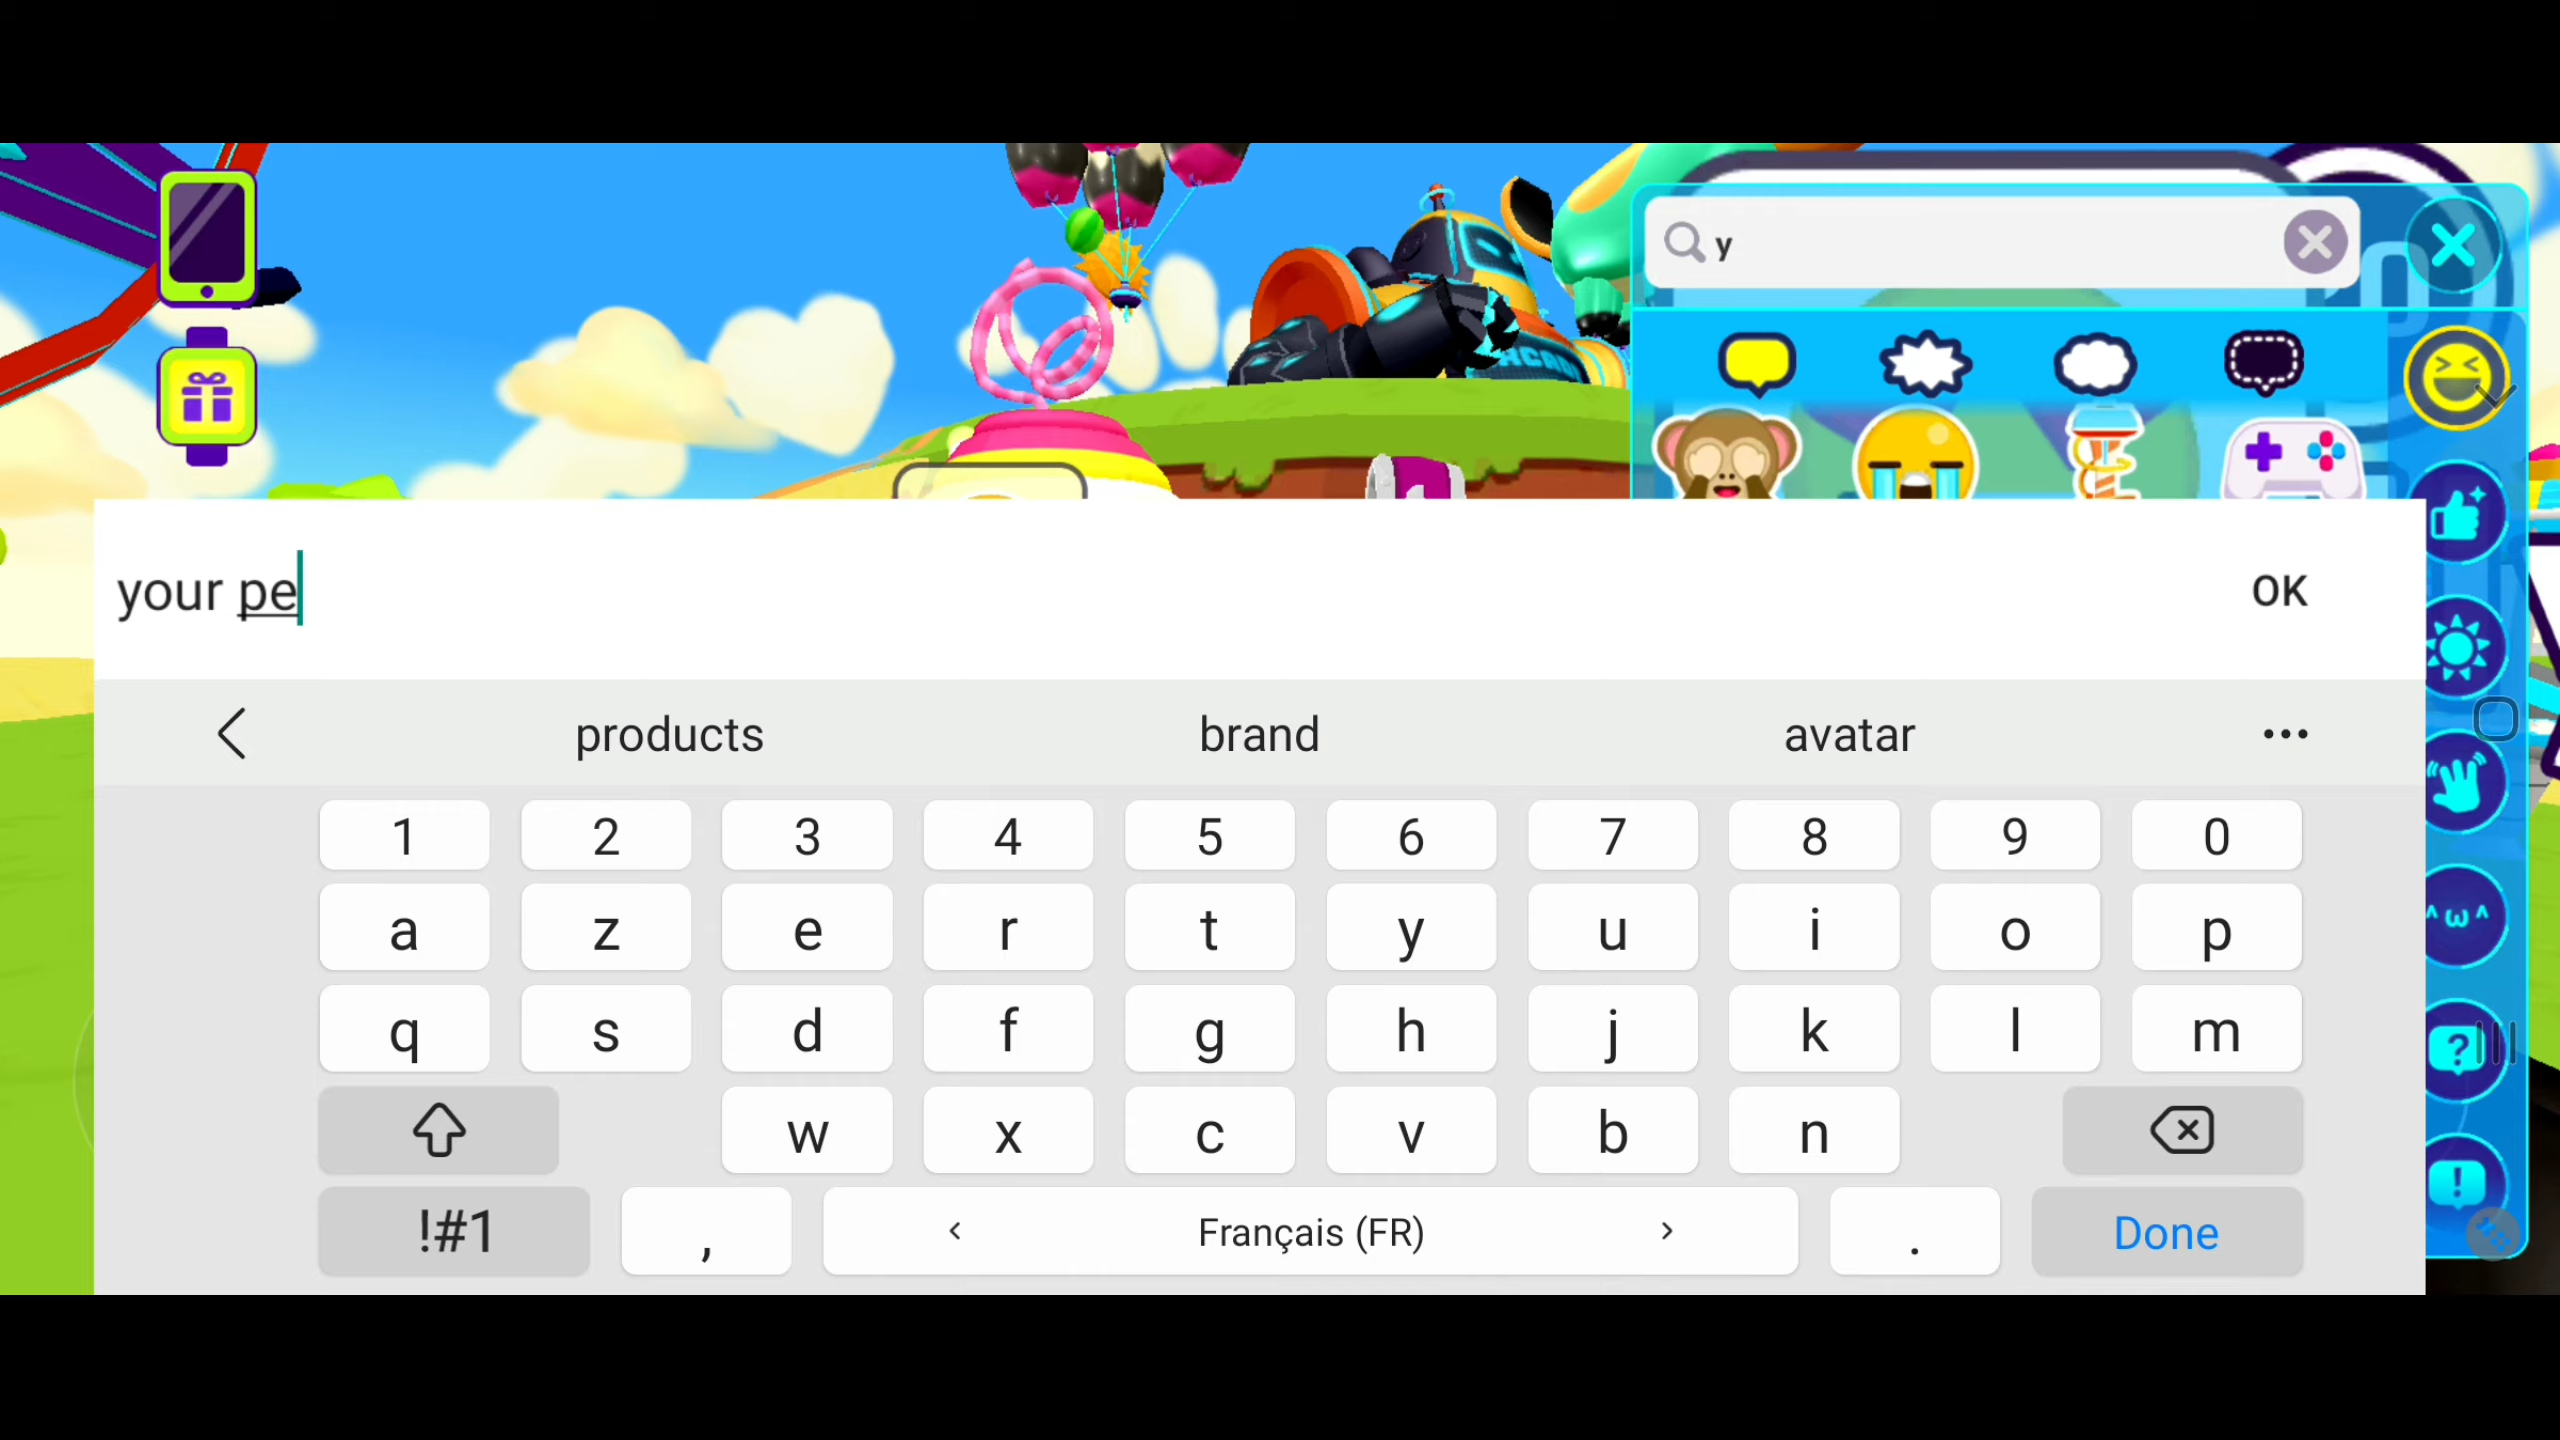 y
your pe
OK
products brand avatar ...
1 2 3 4 5 6 7 8 9 0
a z e r t y u i o p
q s d f g h j k l m
w x c v b n
!#1 , < Français (FR) > . Done
^ω^
?
!